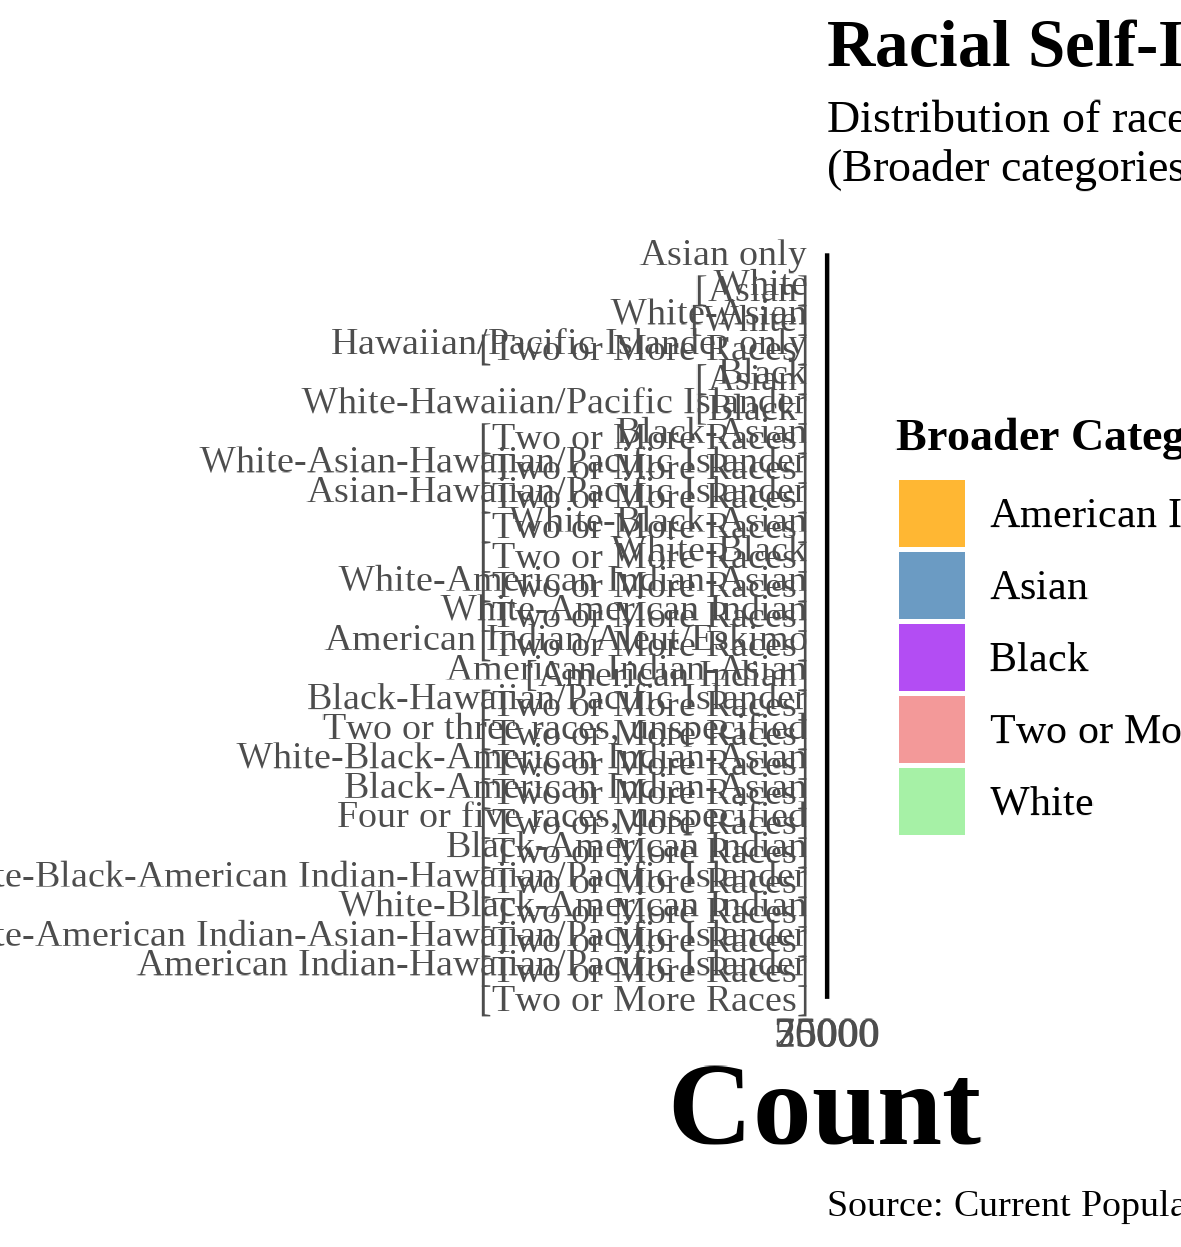 Racial Self-I
Distribution of race
(Broader categories
Asian only
[Asian]
White
[White]
White-Asian
[Two or More Races]
Hawaiian/Pacific Islander only
[Asian]
Black
[Black]
White-Hawaiian/Pacific Islander
[Two or More Races]
Black-Asian
[Two or More Races]
White-Asian-Hawaiian/Pacific Islander
[Two or More Races]
Asian-Hawaiian/Pacific Islander
[Two or More Races]
White-Black-Asian
[Two or More Races]
White-Black
[Two or More Races]
White-American Indian-Asian
[Two or More Races]
White-American Indian
[Two or More Races]
American Indian/Aleut/Eskimo
[American Indian]
American Indian-Asian
[Two or More Races]
Black-Hawaiian/Pacific Islander
[Two or More Races]
Two or three races, unspecified
[Two or More Races]
White-Black-American Indian-Asian
[Two or More Races]
Black-American Indian-Asian
[Two or More Races]
Four or five races, unspecified
[Two or More Races]
Black-American Indian
[Two or More Races]
te-Black-American Indian-Hawaiian/Pacific Islander
[Two or More Races]
White-Black-American Indian
[Two or More Races]
te-American Indian-Asian-Hawaiian/Pacific Islander
[Two or More Races]
American Indian-Hawaiian/Pacific Islander
[Two or More Races]
Count
Broader Categ
American I
Asian
Black
Two or Mo
White
Source: Current Popula